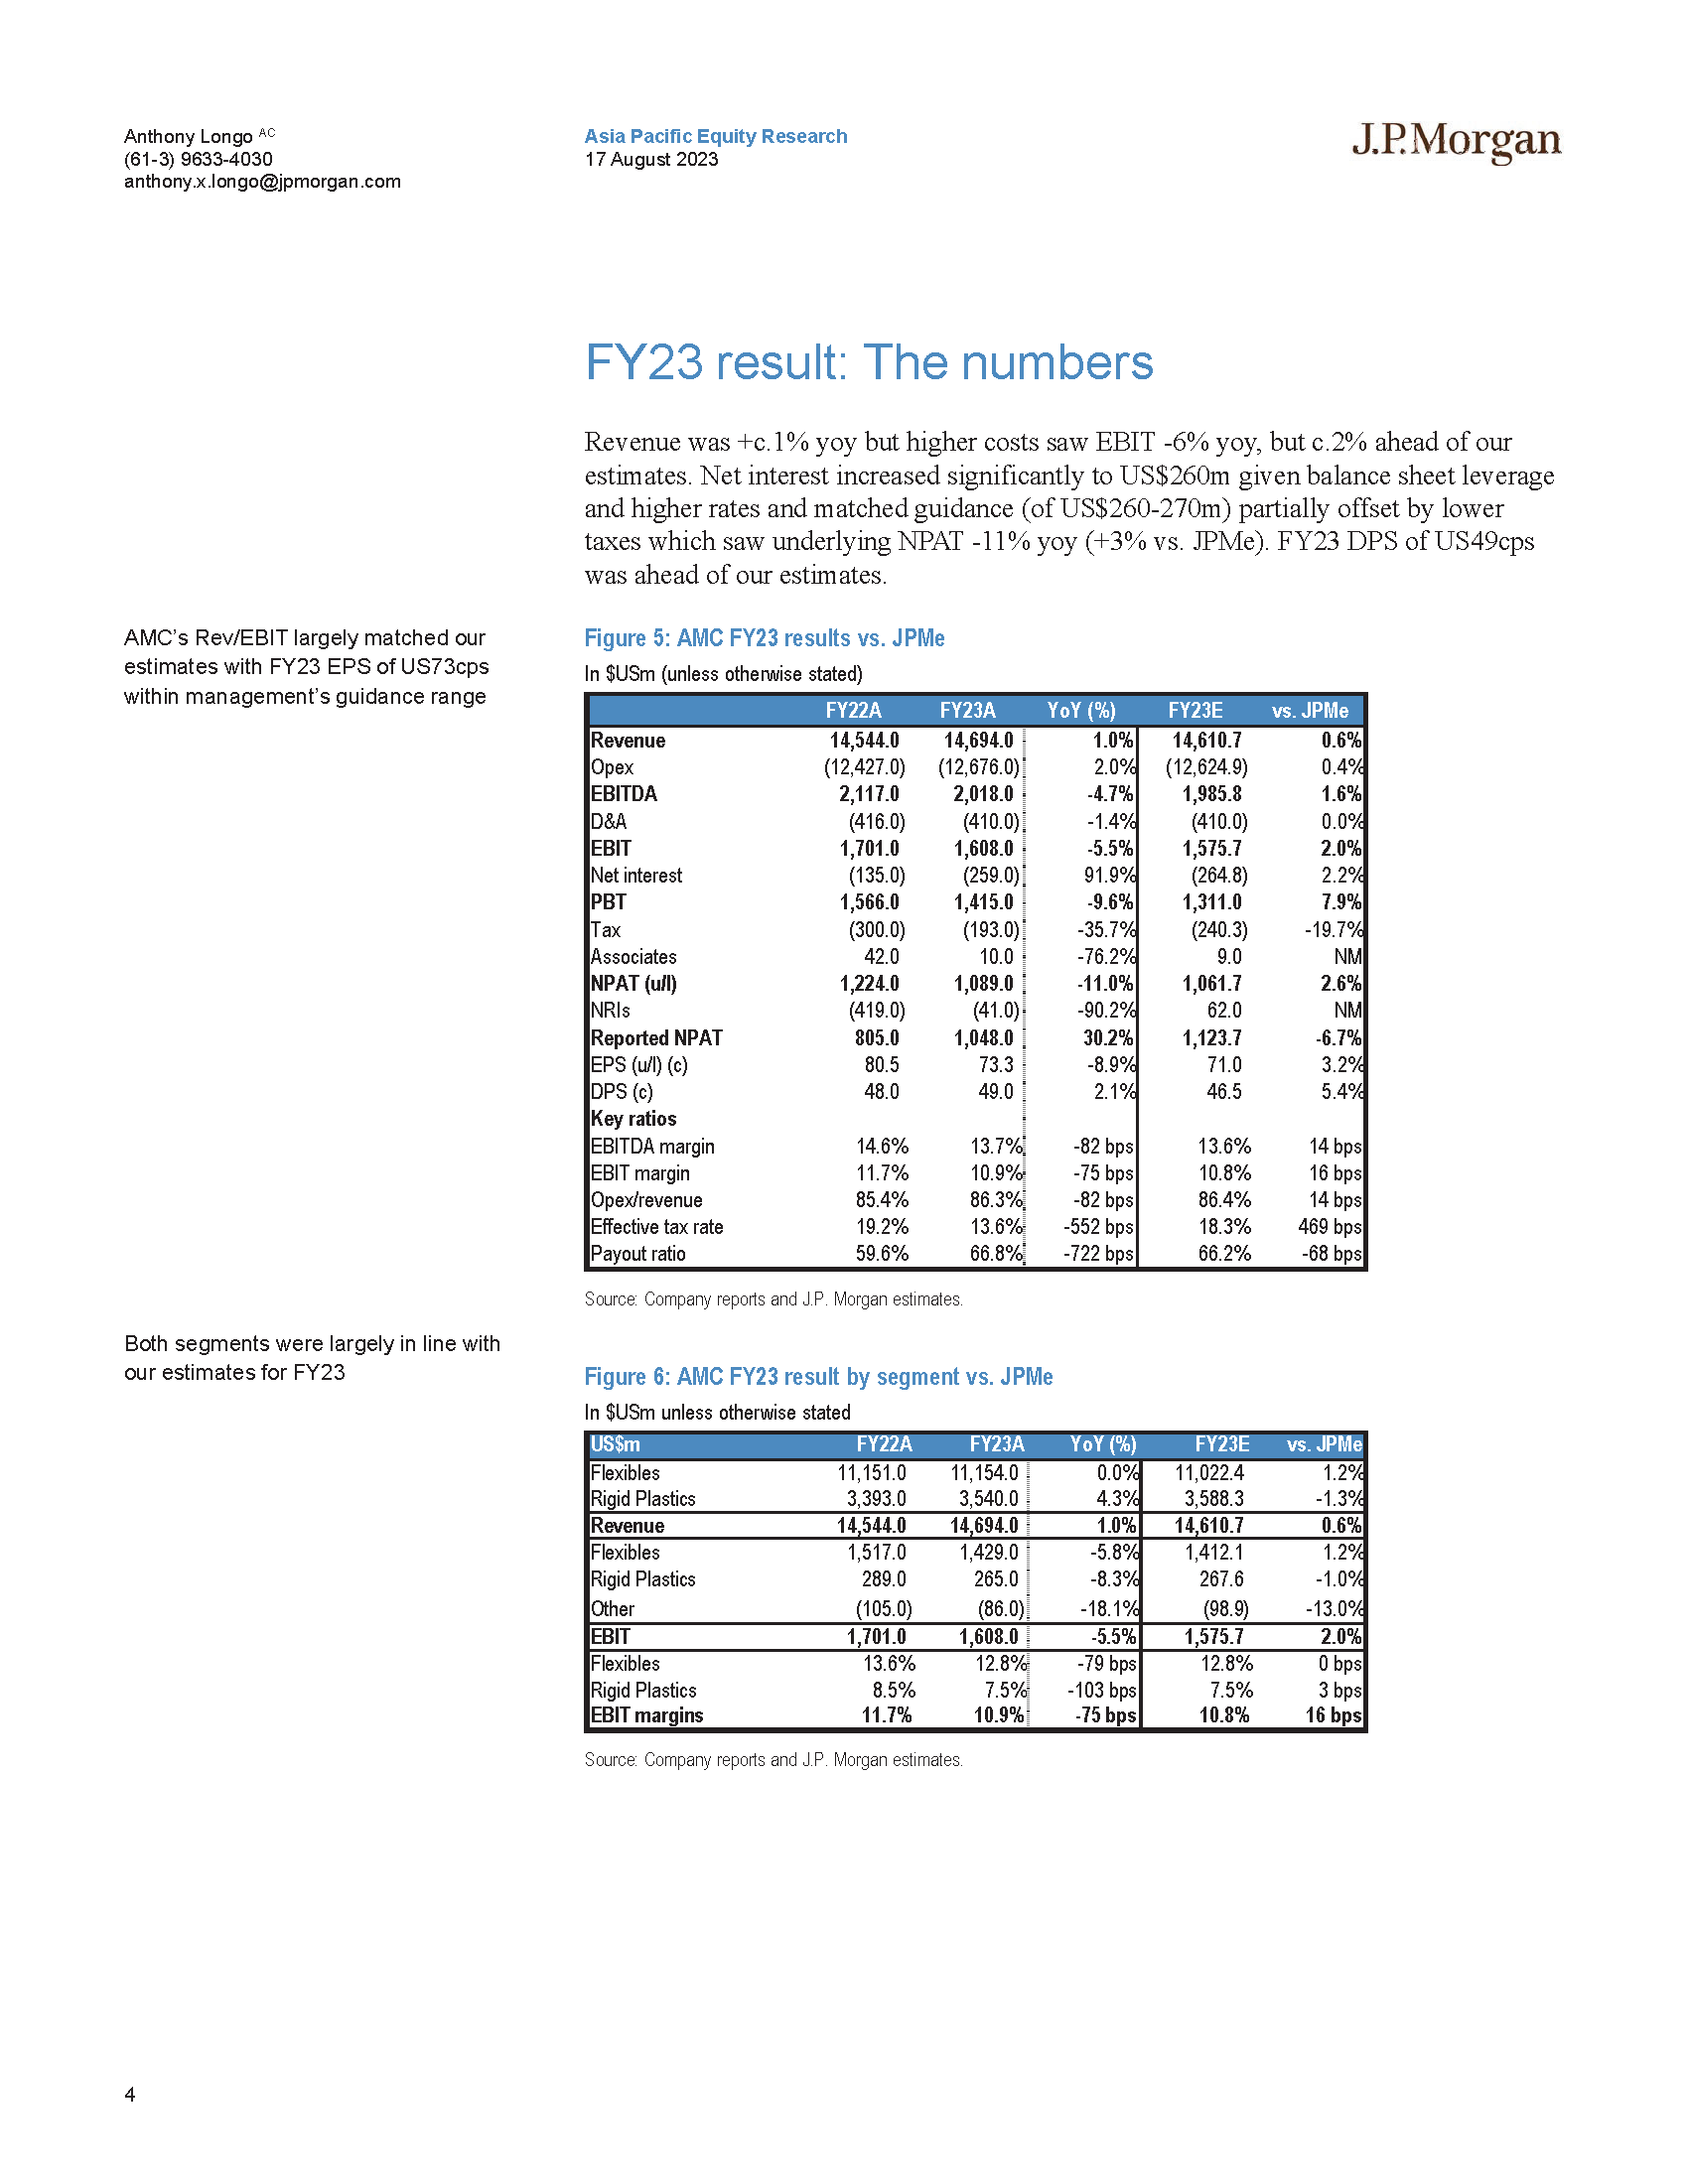 Anthony Longo AC
(61-3) 9633-4030
anthony.x.longo@jpmorgan.com
Asia Pacific Equity Research
17 August 2023
J.P.Morgan
FY23 result: The numbers
Revenue was +c.1% yoy but higher costs saw EBIT -6% yoy, but c.2% ahead of our
estimates. Net interest increased significantly to US$260m given balance sheet leverage
and higher rates and matched guidance (of US$260-270m) partially offset by lower
taxes which saw underlying NPAT -11% yoy (+3% vs. JPMe). FY23 DPS of US49cps
was ahead of our estimates.
AMC's Rev/EBIT largely matched our
estimates with FY23 EPS of US73cps
within management's guidance range
Figure 5: AMC FY23 results vs. JPMe
In $USm (unless otherwise stated)
FY22A FY23A YoY (%) FY23E vs. JPMe
Revenue 14,544.0 14,694.0 1.0% 14,610.7 0.6%
Opex (12,427.0) (12,676.0) 2.0% (12,624.9) 0.4%
EBITDA 2,117.0 2,018.0 -4.7% 1,985.8 1.6%
D&A (416.0) (410.0) -1.4% (410.0) 0.0%
EBIT 1,701.0 1,608.0 -5.5% 1,575.7 2.0%
Net interest (135.0) (259.0) 91.9% (264.8) 2.2%
PBT 1,566.0 1,415.0 -9.6% 1,311.0 7.9%
Tax (300.0) (193.0) -35.7% (240.3) -19.7%
Associates 42.0 10.0 -76.2% 9.0 NM
NPAT (u/l) 1,224.0 1,089.0 -11.0% 1,061.7 2.6%
NRIs (419.0) (41.0) -90.2% 62.0 NM
Reported NPAT 805.0 1,048.0 30.2% 1,123.7 -6.7%
EPS (u/l) (c) 80.5 73.3 -8.9% 71.0 3.2%
DPS (c) 48.0 49.0 2.1% 46.5 5.4%
Key ratios
EBITDA margin 14.6% 13.7% -82 bps 13.6% 14 bps
EBIT margin 11.7% 10.9% -75 bps 10.8% 16 bps
Opex/revenue 85.4% 86.3% -82 bps 86.4% 14 bps
Effective tax rate 19.2% 13.6% -552 bps 18.3% 469 bps
Payout ratio 59.6% 66.8% -722 bps 66.2% -68 bps
Source: Company reports and J.P. Morgan estimates.
Both segments were largely in line with
our estimates for FY23
Figure 6: AMC FY23 result by segment vs. JPMe
In $USm unless otherwise stated
US$m FY22A FY23A YoY (%) FY23E vs. JPMe
Flexibles 11,151.0 11,154.0 0.0% 11,022.4 1.2%
Rigid Plastics 3,393.0 3,540.0 4.3% 3,588.3 -1.3%
Revenue 14,544.0 14,694.0 1.0% 14,610.7 0.6%
Flexibles 1,517.0 1,429.0 -5.8% 1,412.1 1.2%
Rigid Plastics 289.0 265.0 -8.3% 267.6 -1.0%
Other (105.0) (86.0) -18.1% (98.9) -13.0%
EBIT 1,701.0 1,608.0 -5.5% 1,575.7 2.0%
Flexibles 13.6% 12.8% -79 bps 12.8% 0 bps
Rigid Plastics 8.5% 7.5% -103 bps 7.5% 3 bps
EBIT margins 11.7% 10.9% -75 bps 10.8% 16 bps
Source: Company reports and J.P. Morgan estimates.
4